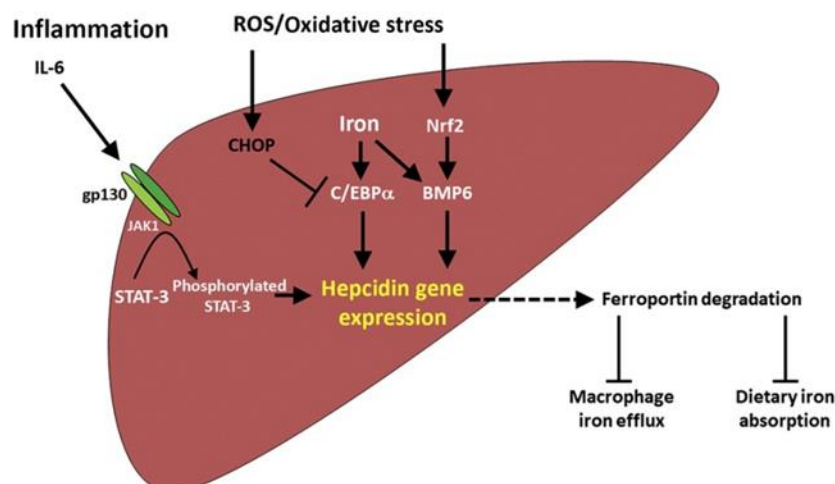 Inflammation
ROS/Oxidative stress
IL-6
Iron
Nrf2
CHOP
gp130
C/EBPα
BMP6
JAK1
STAT-3
Phosphorylated
STAT-3
Hepcidin gene
expression
Ferroportin degradation
Macrophage
iron efflux
Dietary iron
absorption